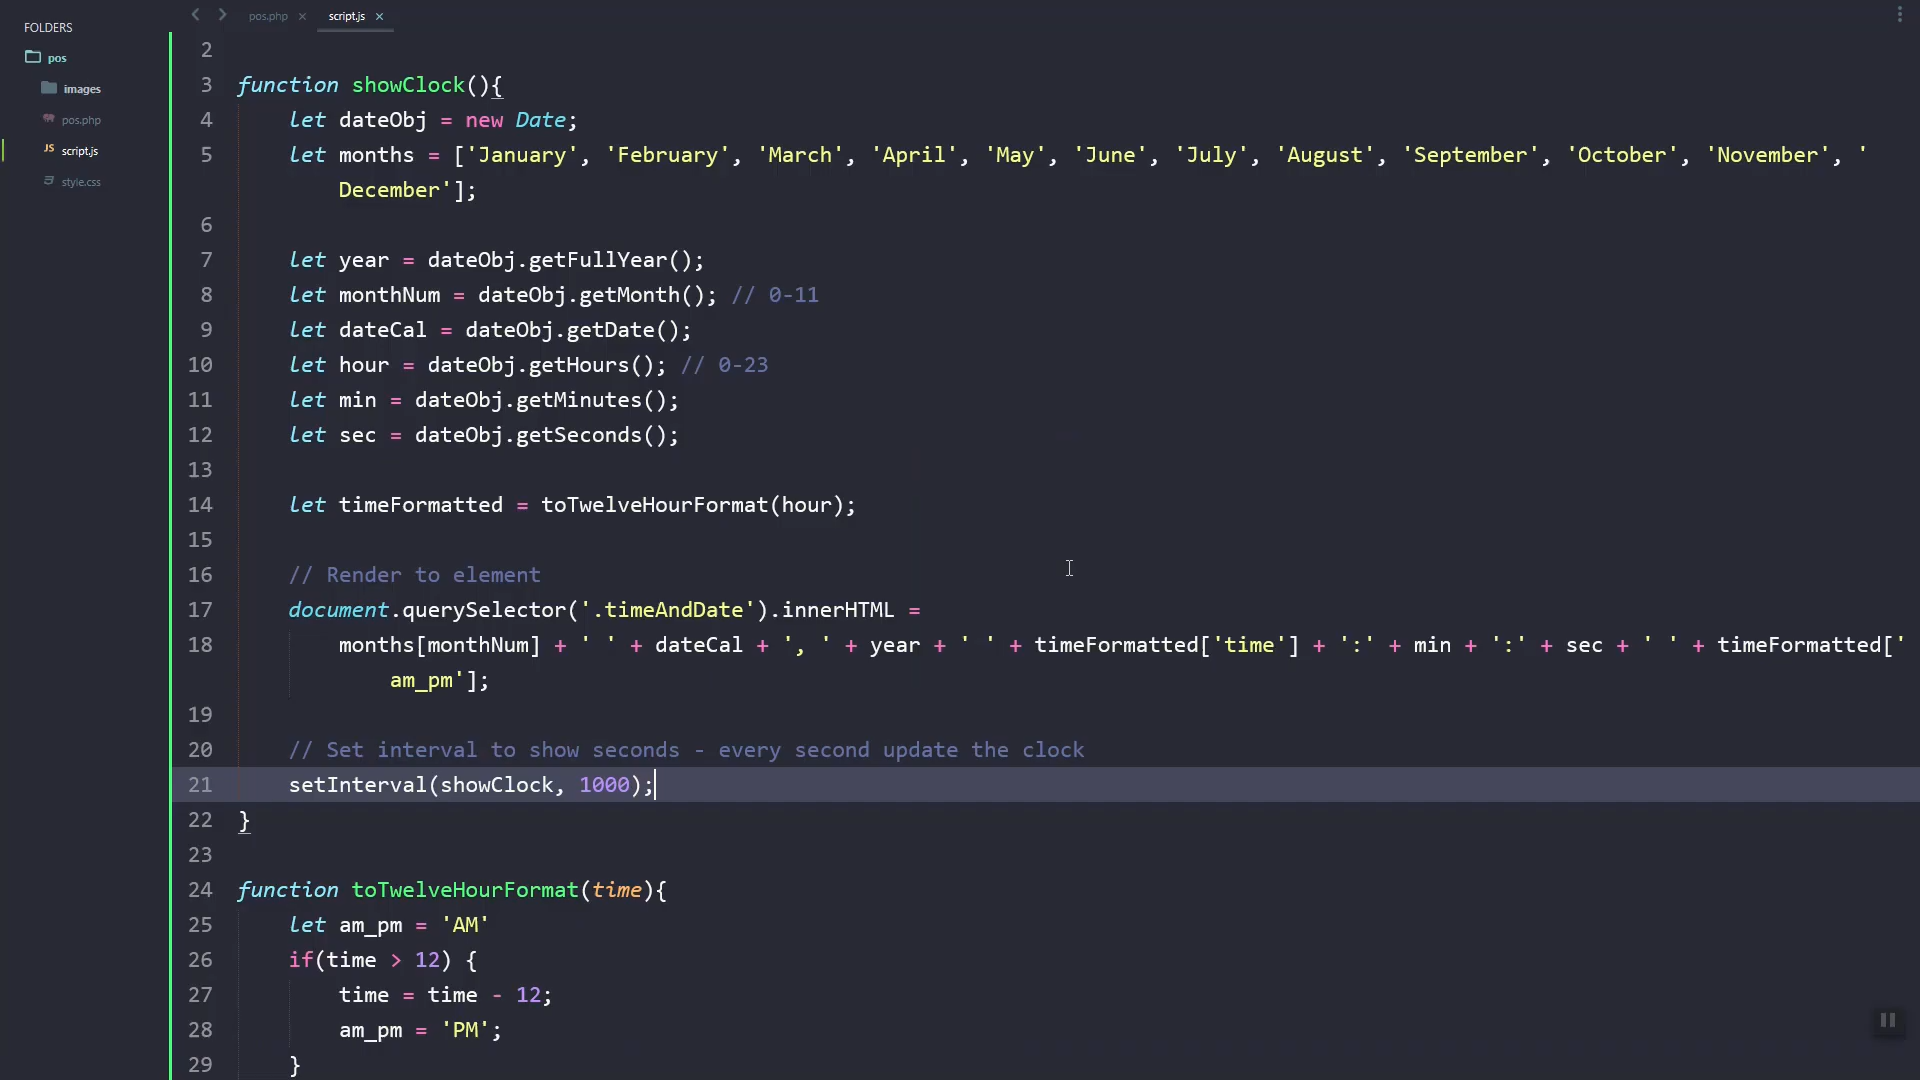 FOLDERS
pos
images
pos.php
script.js
style.css
pos.php ×
script.js ×
2
3 function showClock(){
4 let dateObj = new Date;
5 let months = ['January', 'February', 'March', 'April', 'May', 'June', 'July', 'August', 'September', 'October', 'November', '
December'];
6
7 let year = dateObj.getFullYear();
8 let monthNum = dateObj.getMonth(); // 0-11
9 let dateCal = dateObj.getDate();
10 let hour = dateObj.getHours(); // 0-23
11 let min = dateObj.getMinutes();
12 let sec = dateObj.getSeconds();
13
14 let timeFormatted = toTwelveHourFormat(hour);
15
16 // Render to element
17 document.querySelector('.timeAndDate').innerHTML =
18 months[monthNum] + ' ' + dateCal + ', ' + year + ' ' + timeFormatted['time'] + ':' + min + ':' + sec + ' ' + timeFormatted['
am_pm'];
19
20 // Set interval to show seconds - every second update the clock
21 setInterval(showClock, 1000);
22 }
23
24 function toTwelveHourFormat(time){
25 let am_pm = 'AM'
26 if(time > 12) {
27 time = time - 12;
28 am_pm = 'PM';
29 }